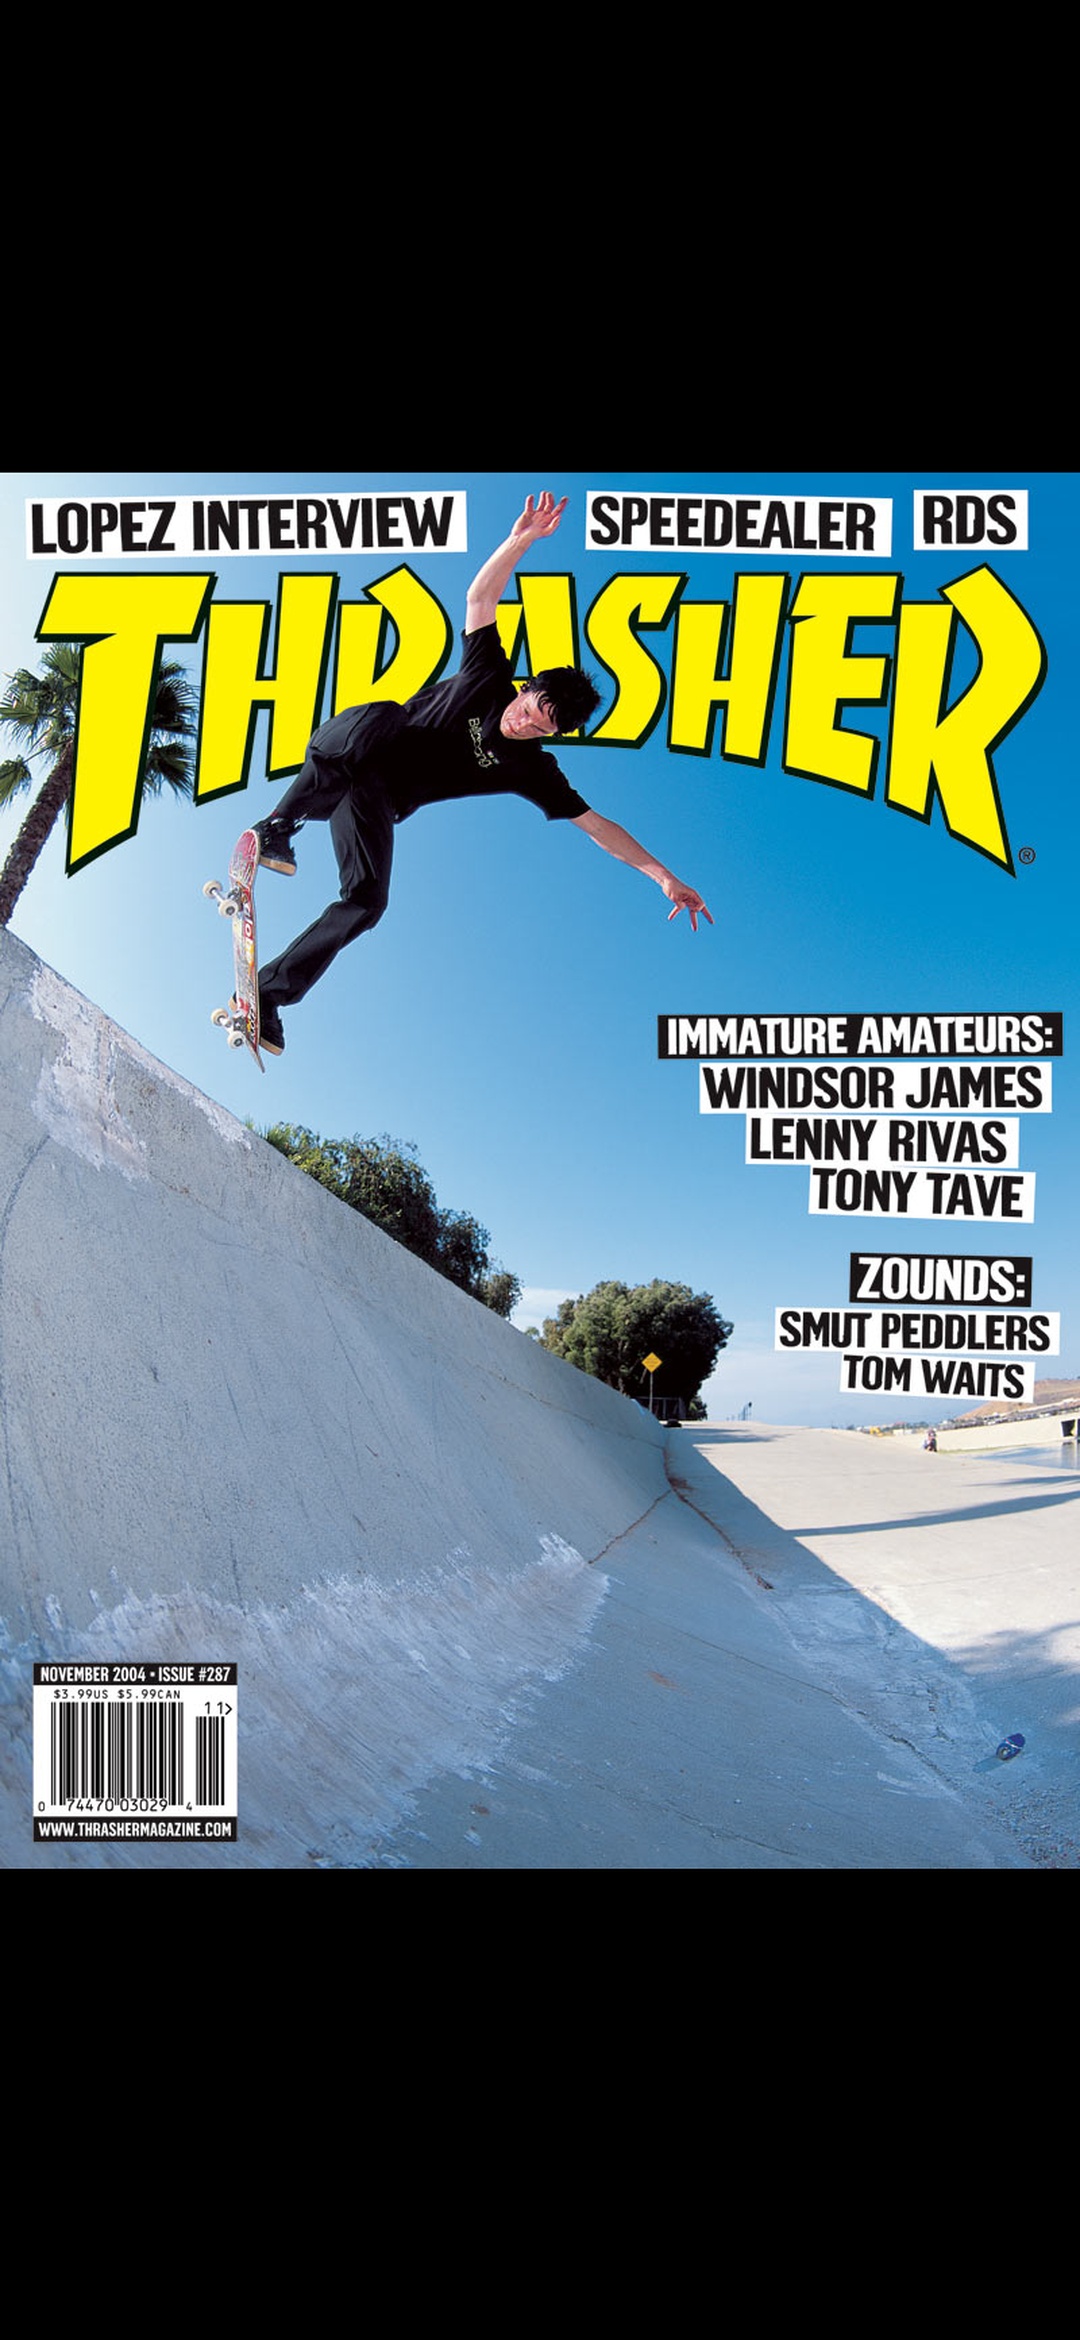 LOPEZ INTERVIEW
SPEEDEALER
RDS
THRASHER
®
IMMATURE AMATEURS:
WINDSOR JAMES
LENNY RIVAS
TONY TAVE
ZOUNDS:
SMUT PEDDLERS
TOM WAITS
Billabong
NOVEMBER 2004 • ISSUE #287
$3.99US $5.99CAN
11>
0 74470 03029 4
WWW.THRASHERMAGAZINE.COM